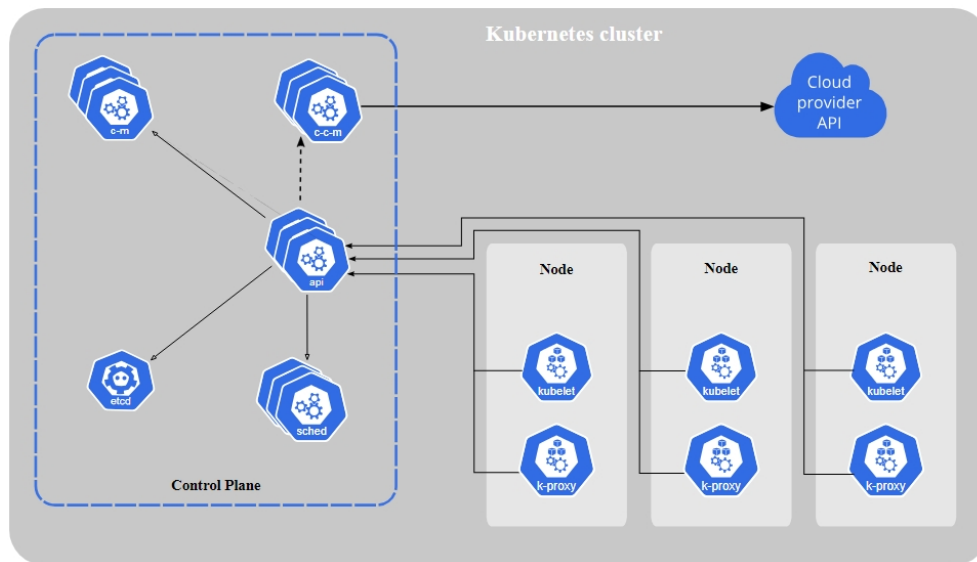 Kubernetes cluster
c-m
c-c-m
Cloud
provider
API
api
etcd
sched
Control Plane
Node
Node
Node
kubelet
kubelet
kubelet
k-proxy
k-proxy
k-proxy